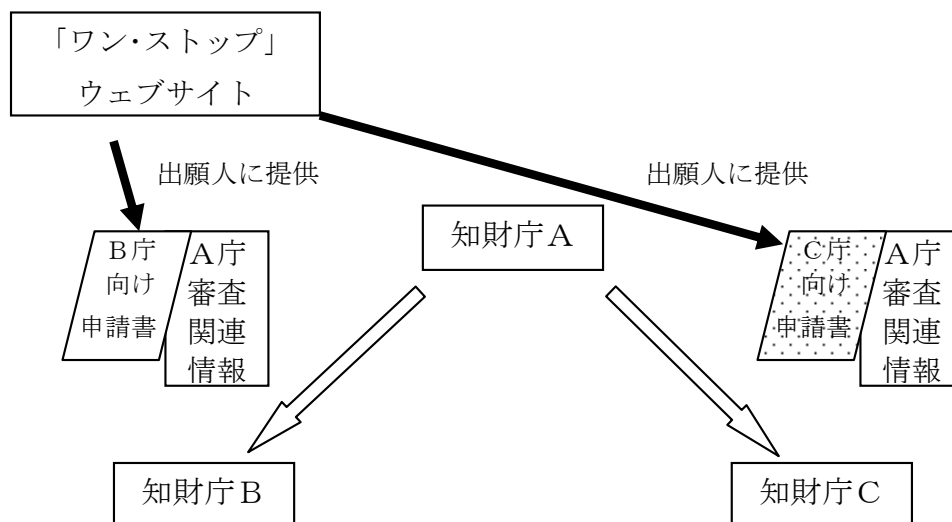 「ワン・ストップ」
ウェブサイト
出願人に提供
出願人に提供
知財庁A
B庁
向け
申請書
A庁
審査
関連
情報
C庁
向け
申請書
A庁
審査
関連
情報
知財庁B
知財庁C